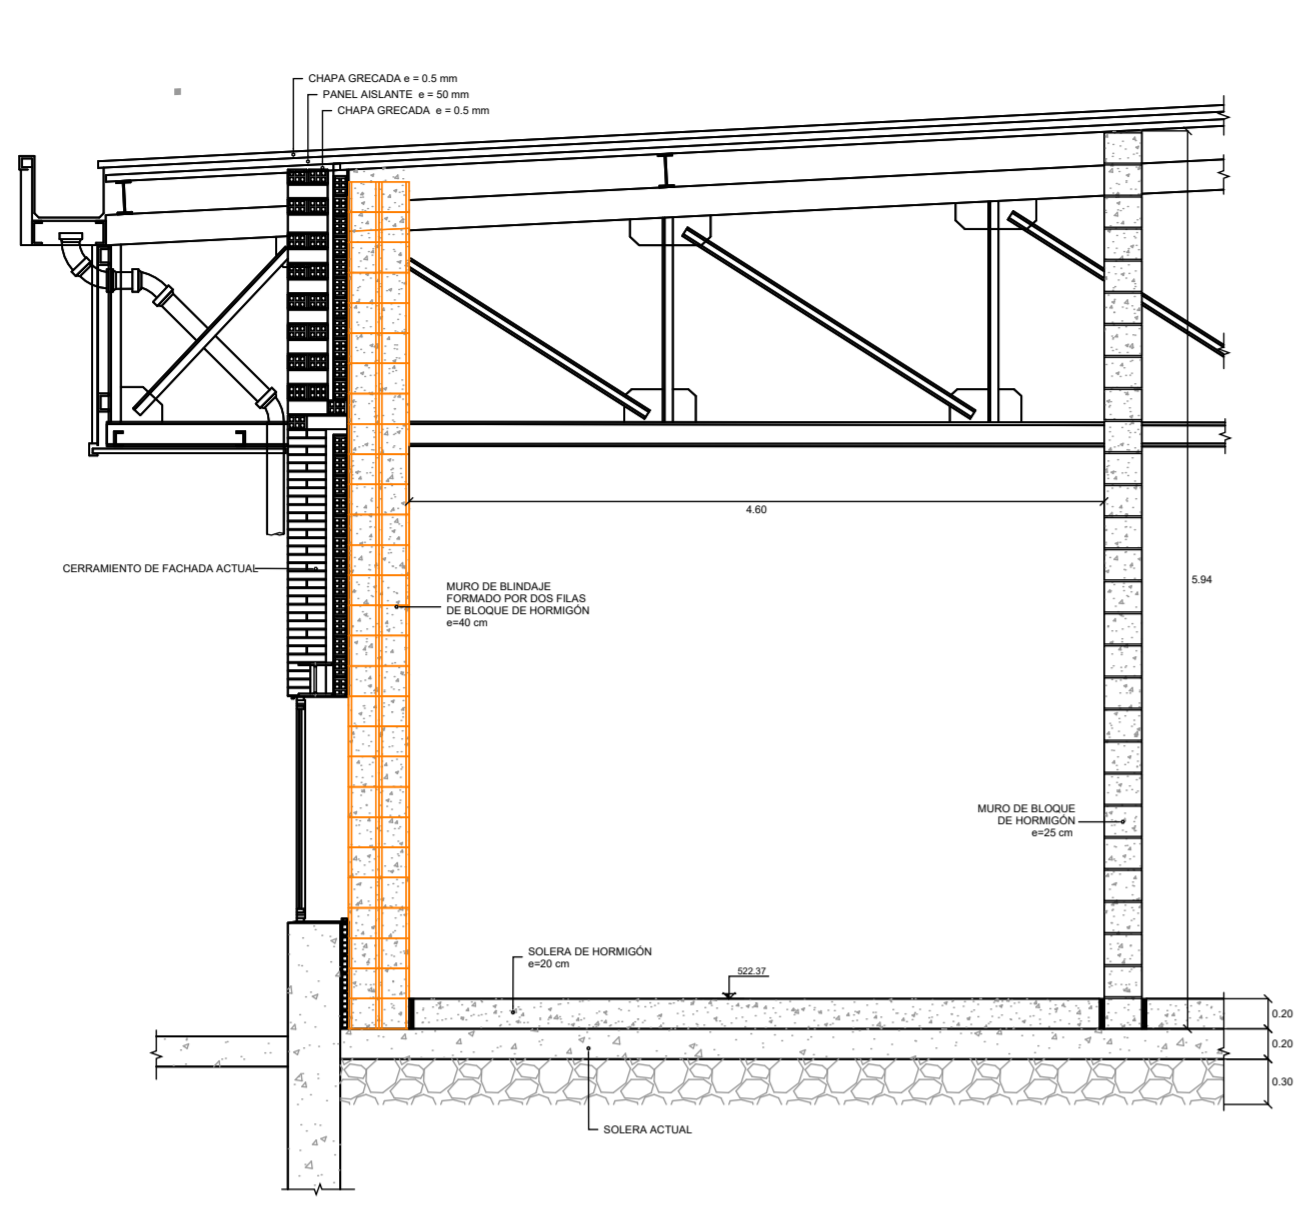 CHAPA GRECADA e = 0.5 mm
PANEL AISLANTE e = 50 mm
CHAPA GRECADA e = 0.5 mm
4.60
CERRAMIENTO DE FACHADA ACTUAL
MURO DE BLINDAJE
FORMADO POR DOS FILAS
DE BLOQUE DE HORMIGÓN
e=40 cm
5.94
MURO DE BLOQUE
DE HORMIGÓN
e=25 cm
SOLERA DE HORMIGÓN
e=20 cm
522.37
0.20
0.20
0.30
SOLERA ACTUAL